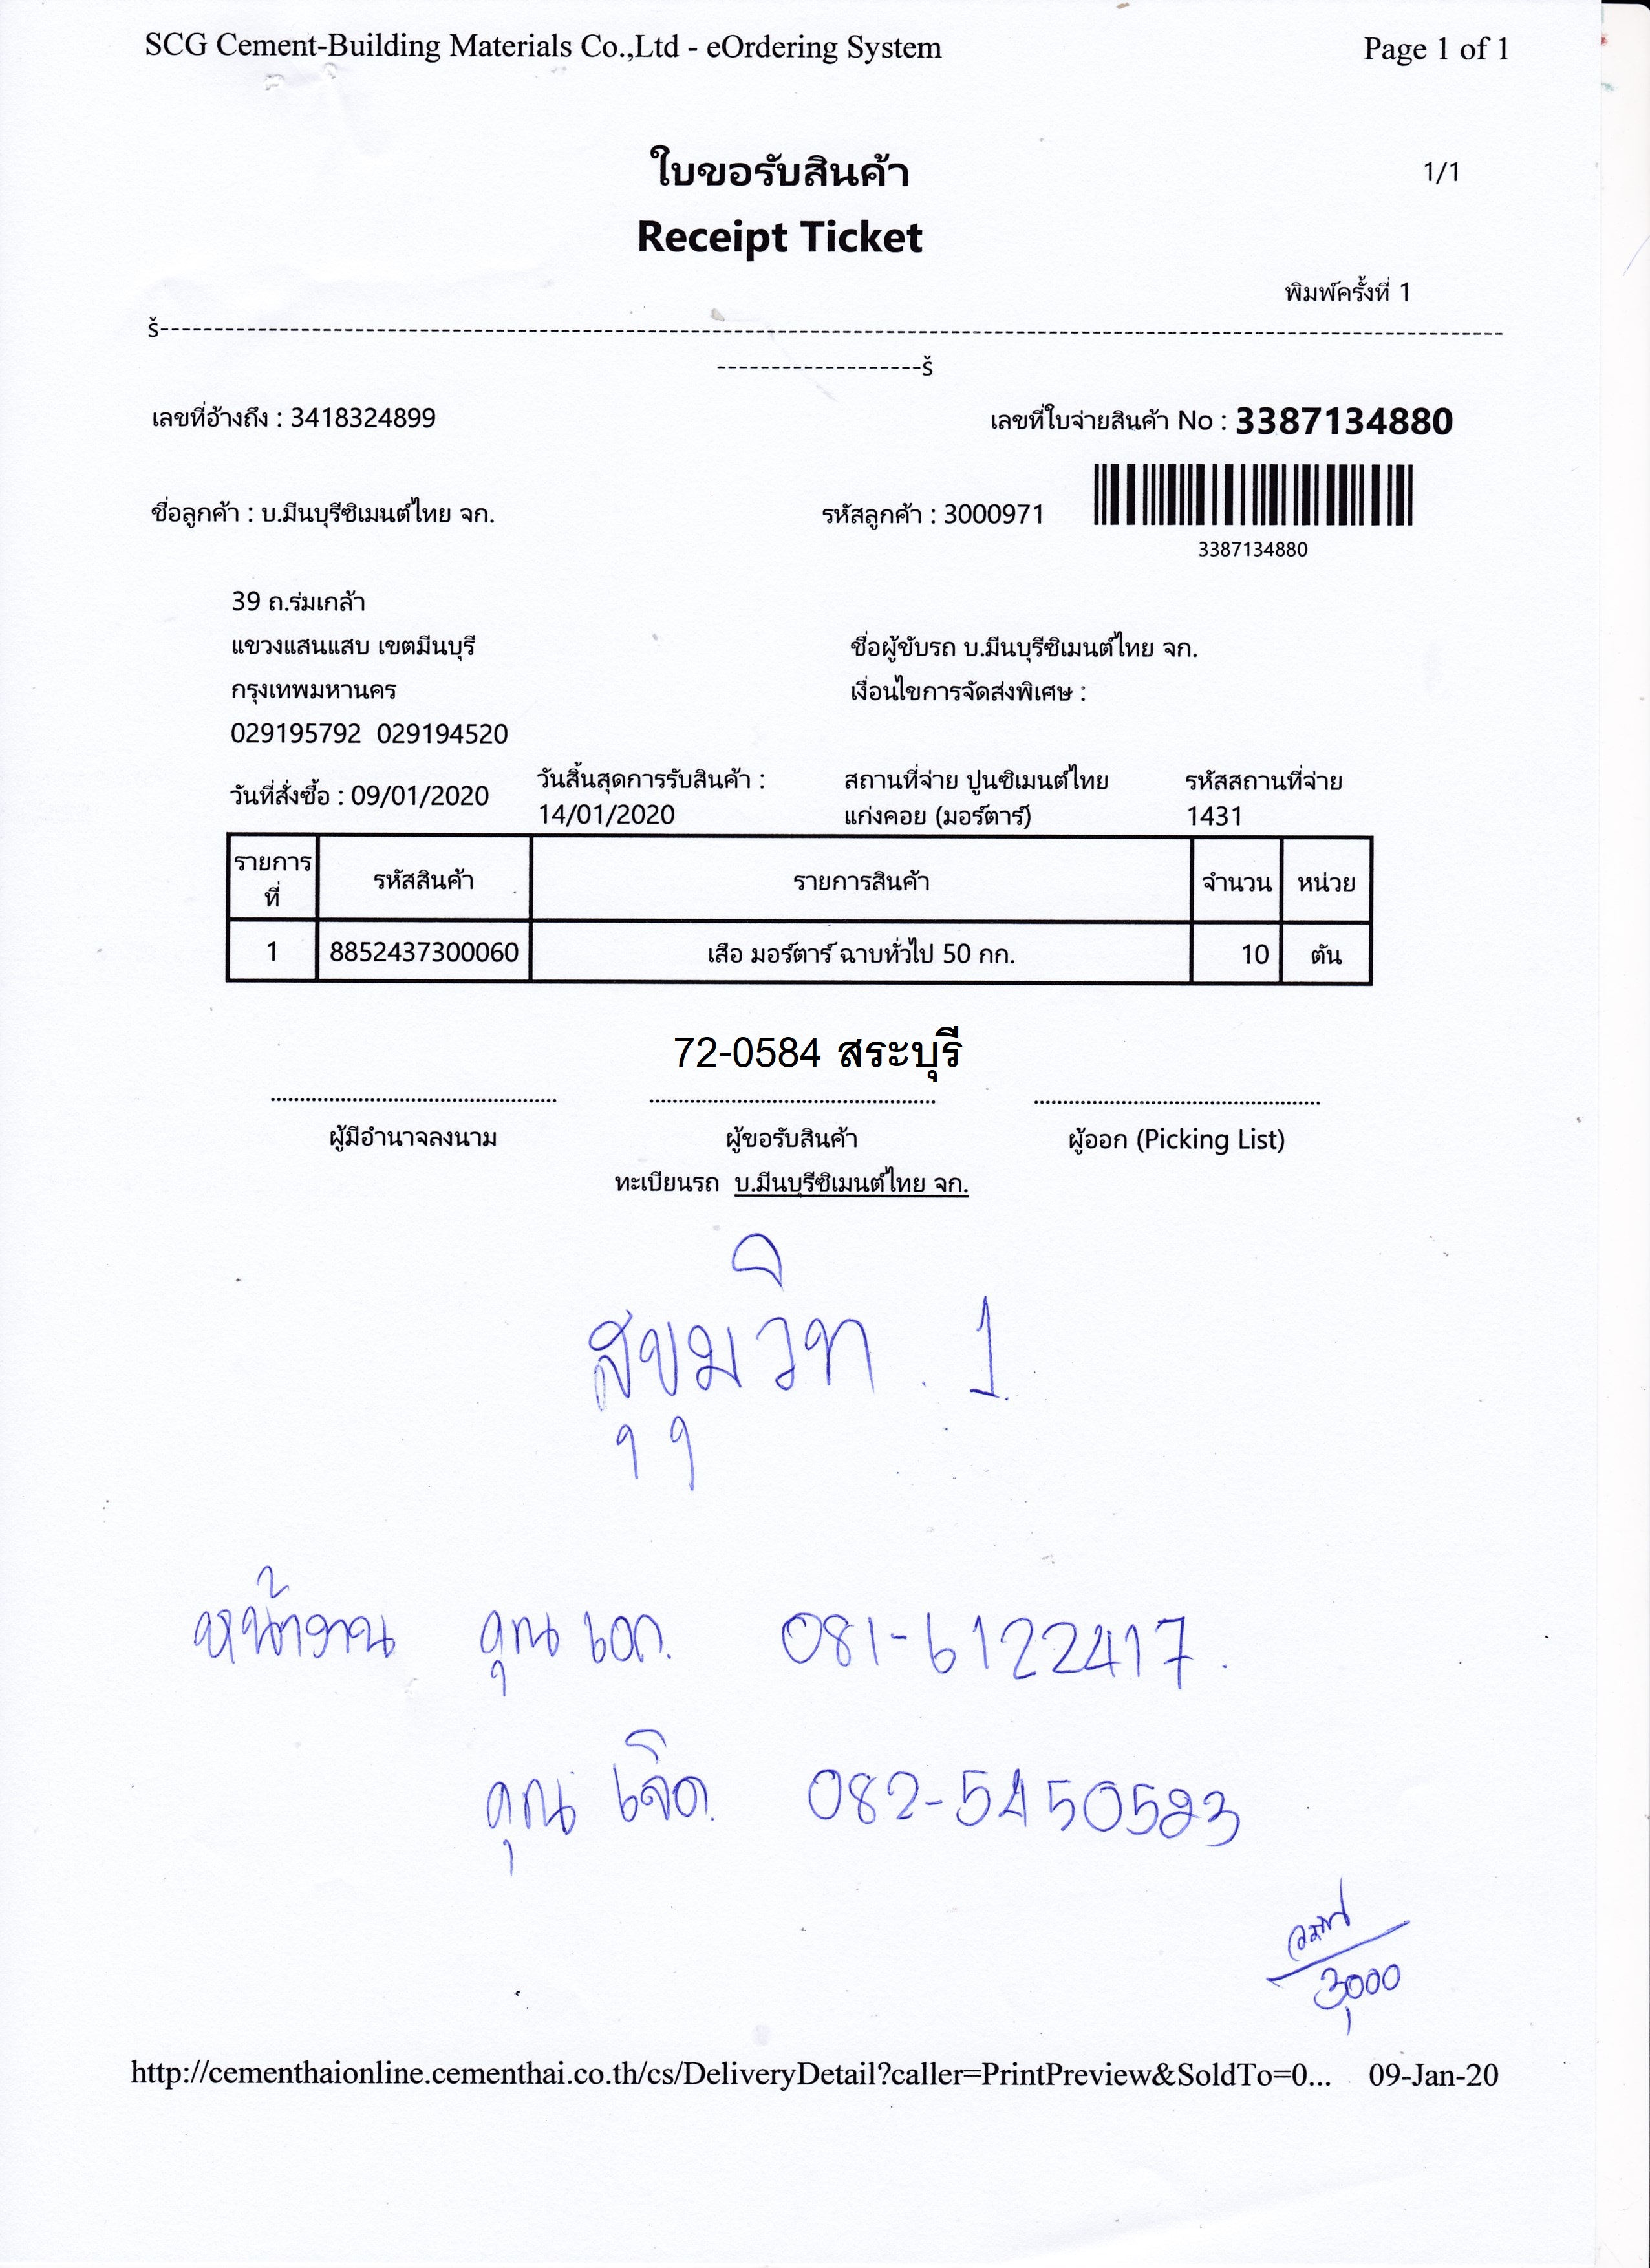 SCG Cement-Building Materials Co.,Ltd - eOrdering System Page 1 of 1
ใบขอรับสินค้า 1/1
Receipt Ticket
พิมพ์ครั้งที่ 1
š----------------------------------------------------------------------------------------------------------------------------
-------------------š
เลขที่อ้างถึง : 3418324899 เลขที่ใบจ่ายสินค้า No : 3387134880
ชื่อลูกค้า : บ.มีนบุรีซิเมนต์ไทย จก. รหัสลูกค้า : 3000971
3387134880
39 ถ.ร่มเกล้า
แขวงแสนแสบ เขตมีนบุรี ชื่อผู้ขับรถ บ.มีนบุรีซิเมนต์ไทย จก.
กรุงเทพมหานคร เงื่อนไขการจัดส่งพิเศษ :
029195792 029194520
วันที่สั่งซื้อ : 09/01/2020 วันสิ้นสุดการรับสินค้า : สถานที่จ่าย ปูนซิเมนต์ไทย รหัสสถานที่จ่าย
14/01/2020 แก่งคอย (มอร์ตาร์) 1431
รายการที่ รหัสสินค้า รายการสินค้า จำนวน หน่วย
1 8852437300060 เสือ มอร์ตาร์ ฉาบทั่วไป 50 กก. 10 ตัน
72-0584 สระบุรี
ผู้มีอำนาจลงนาม ผู้ขอรับสินค้า ผู้ออก (Picking List)
ทะเบียนรถ บ.มีนบุรีซิเมนต์ไทย จก.
สุขุมวิท . 1.
หน้างาน คุณ เอก. 081-6122417.
คุณ เจิด. 082-5450523
3,000
http://cementhaionline.cementhai.co.th/cs/DeliveryDetail?caller=PrintPreview&SoldTo=0... 09-Jan-20